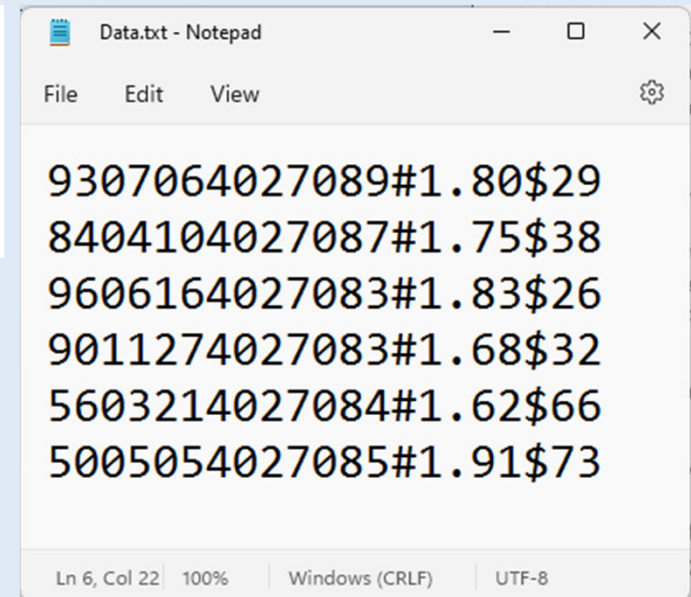 Data.txt - Notepad
File Edit View
9307064027089#1.80$29
8404104027087#1.75$38
9606164027083#1.83$26
9011274027083#1.68$32
5603214027084#1.62$66
5005054027085#1.91$73
Ln 6, Col 22 100% Windows (CRLF) UTF-8